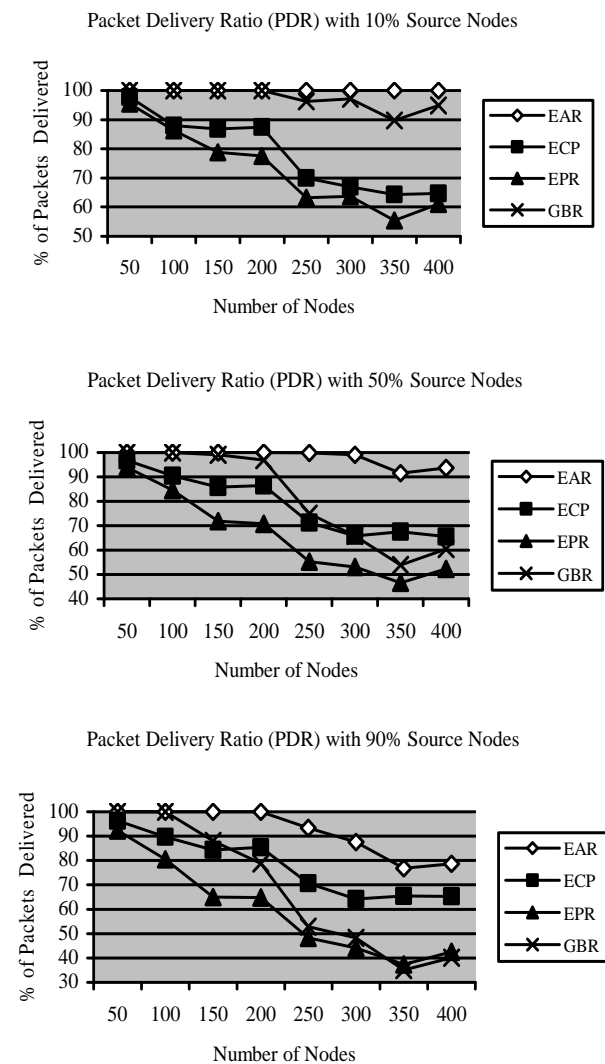 Packet Delivery Ratio (PDR) with 10% Source Nodes
% of Packets Delivered
100
90
80
70
60
50
50 100 150 200 250 300 350 400
Number of Nodes
EAR
ECP
EPR
GBR
Packet Delivery Ratio (PDR) with 50% Source Nodes
% of Packets Delivered
100
90
80
70
60
50
40
50 100 150 200 250 300 350 400
Number of Nodes
EAR
ECP
EPR
GBR
Packet Delivery Ratio (PDR) with 90% Source Nodes
% of Packets Delivered
100
90
80
70
60
50
40
30
50 100 150 200 250 300 350 400
Number of Nodes
EAR
ECP
EPR
GBR